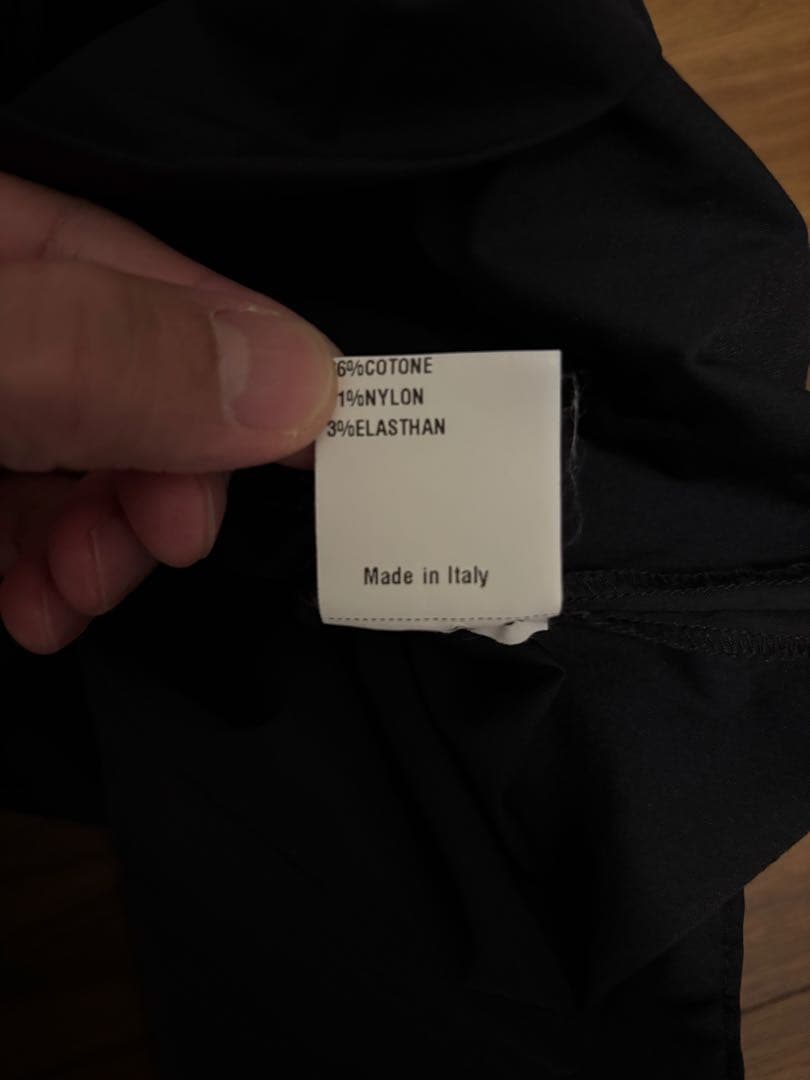 6%COTONE
1%NYLON
3%ELASTHAN
Made in Italy